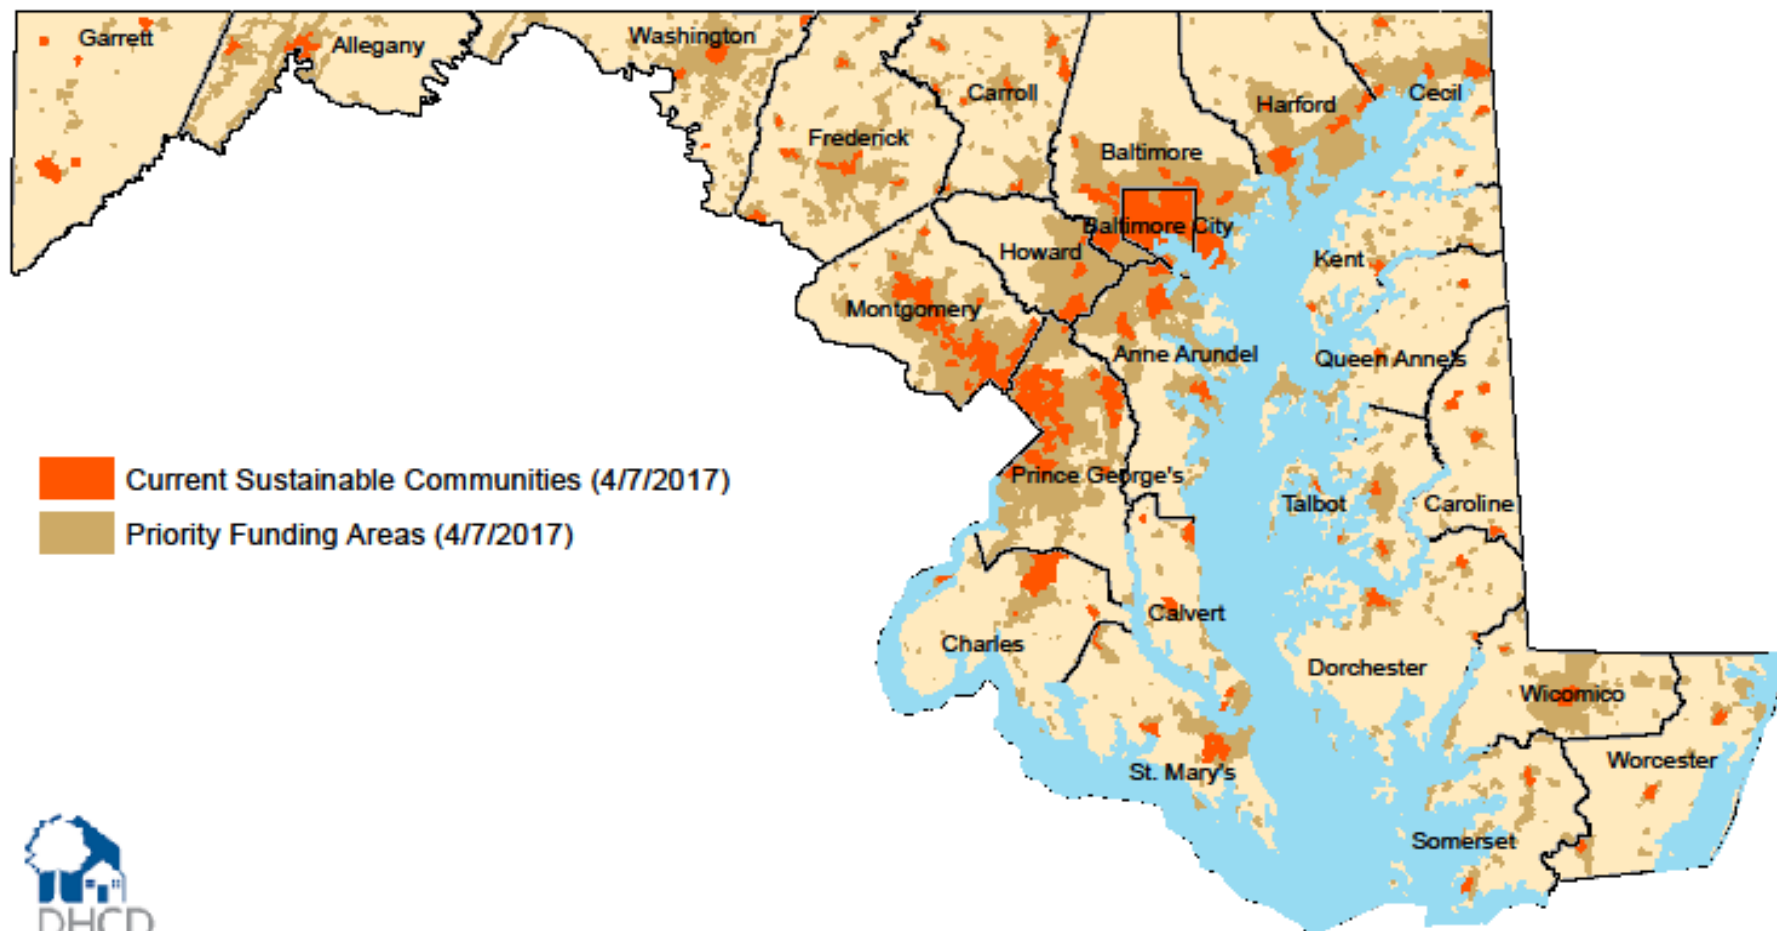 Garrett
Allegany
Washington
Frederick
Carroll
Baltimore
Harford
Cecil
Baltimore City
Howard
Montgomery
Kent
Anne Arundel
Queen Anne's
Prince George's
Talbot
Caroline
Current Sustainable Communities (4/7/2017)
Priority Funding Areas (4/7/2017)
Charles
Calvert
Dorchester
Wicomico
St. Mary's
Worcester
Somerset
DHCD